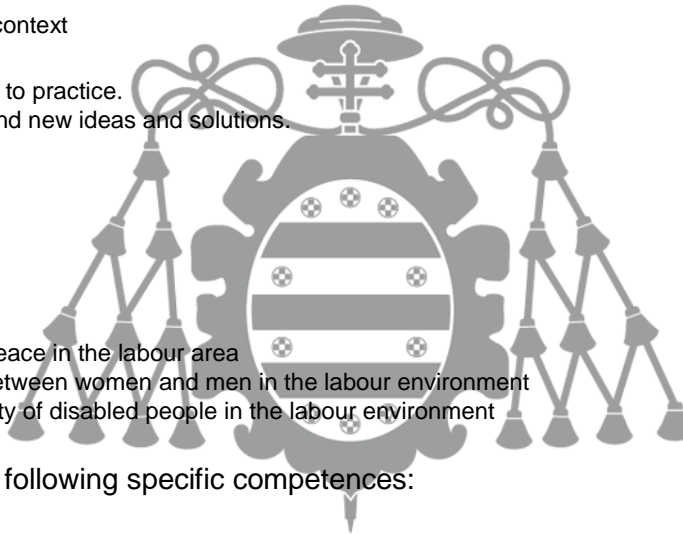 context
to practice.
nd new ideas and solutions.
eace in the labour area
etween women and men in the labour environment
ty of disabled people in the labour environment
following specific competences: